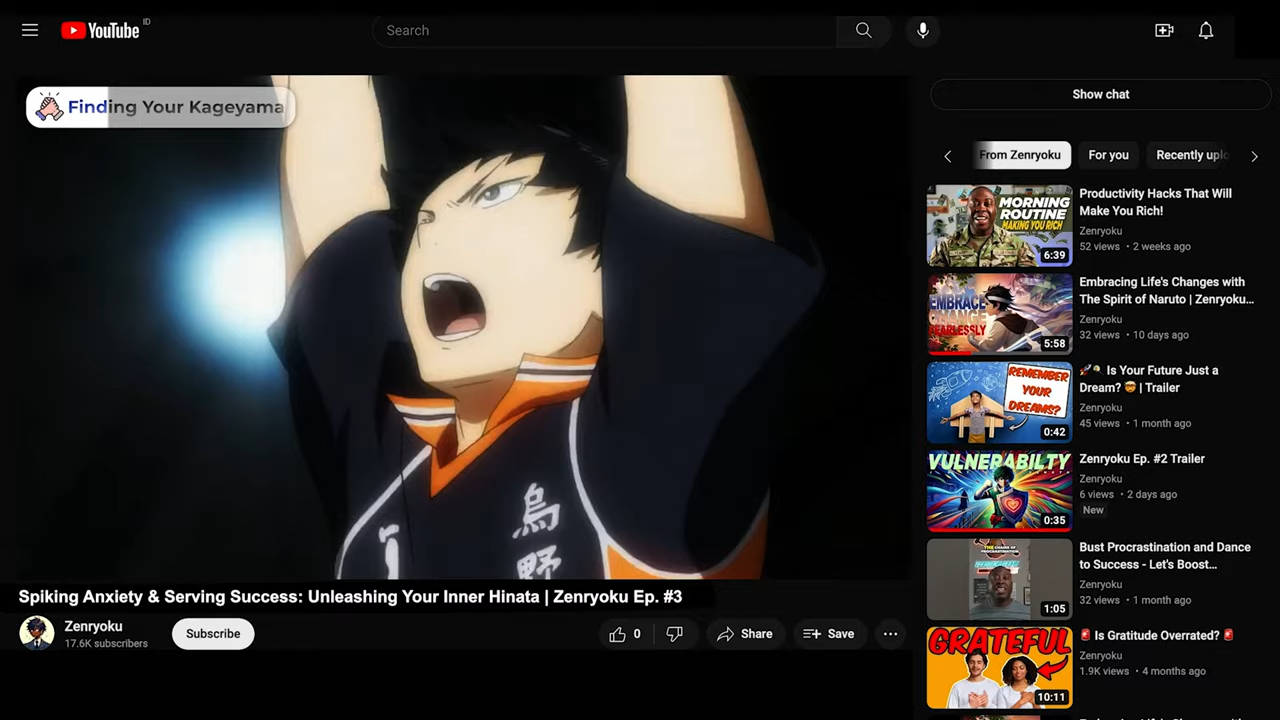 YouTube ID
Search
Show chat
Finding Your Kageyama
烏
野
From Zenryoku
For you
Recently uplo
MORNING
ROUTINE
MAKING YOU RICH
6:39
Productivity Hacks That Will
Make You Rich!
Zenryoku
52 views • 2 weeks ago
EMBRACE
CHANGE
FEARLESSLY
5:58
Embracing Life's Changes with
The Spirit of Naruto | Zenryoku...
Zenryoku
32 views • 10 days ago
REMEMBER
YOUR
DREAMS?
0:42
🚀👨‍🚀 Is Your Future Just a
Dream? 🤯 | Trailer
Zenryoku
45 views • 1 month ago
VULNERABILTY
0:35
Zenryoku Ep. #2 Trailer
Zenryoku
6 views • 2 days ago
New
1:05
Bust Procrastination and Dance
to Success - Let's Boost...
Zenryoku
32 views • 1 month ago
GRATEFUL
10:11
🚨 Is Gratitude Overrated? 🚨
Zenryoku
1.9K views • 4 months ago
Spiking Anxiety & Serving Success: Unleashing Your Inner Hinata | Zenryoku Ep. #3
Zenryoku
17.6K subscribers
Subscribe
0
Share
Save